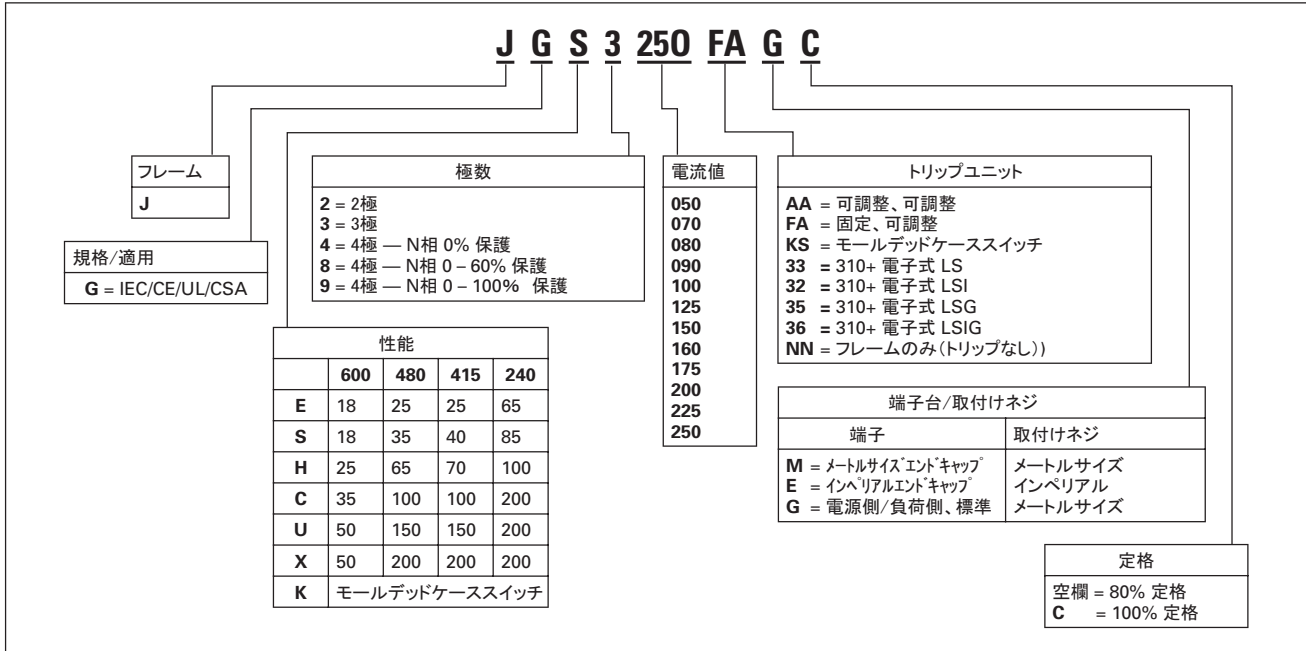 J G S 3 250 FA G C
フレーム
J
規格/適用
G = IEC/CE/UL/CSA
極数
2 = 2極
3 = 3極
4 = 4極 — N相 0% 保護
8 = 4極 — N相 0 – 60% 保護
9 = 4極 — N相 0 – 100% 保護
性能
600 480 415 240
E 18 25 25 65
S 18 35 40 85
H 25 65 70 100
C 35 100 100 200
U 50 150 150 200
X 50 200 200 200
K モールデッドケーススイッチ
電流値
050
070
080
090
100
125
150
160
175
200
225
250
トリップユニット
AA = 可調整、可調整
FA = 固定、可調整
KS = モールデッドケーススイッチ
33 = 310+ 電子式 LS
32 = 310+ 電子式 LSI
35 = 310+ 電子式 LSG
36 = 310+ 電子式 LSIG
NN = フレームのみ（トリップなし）)
端子台/取付けネジ
端子 取付けネジ
M = メートルサイズエンドキャップ メートルサイズ
E = インペリアルエンドキャップ インペリアル
G = 電源側/負荷側、標準 メートルサイズ
定格
空欄 = 80% 定格
C = 100% 定格